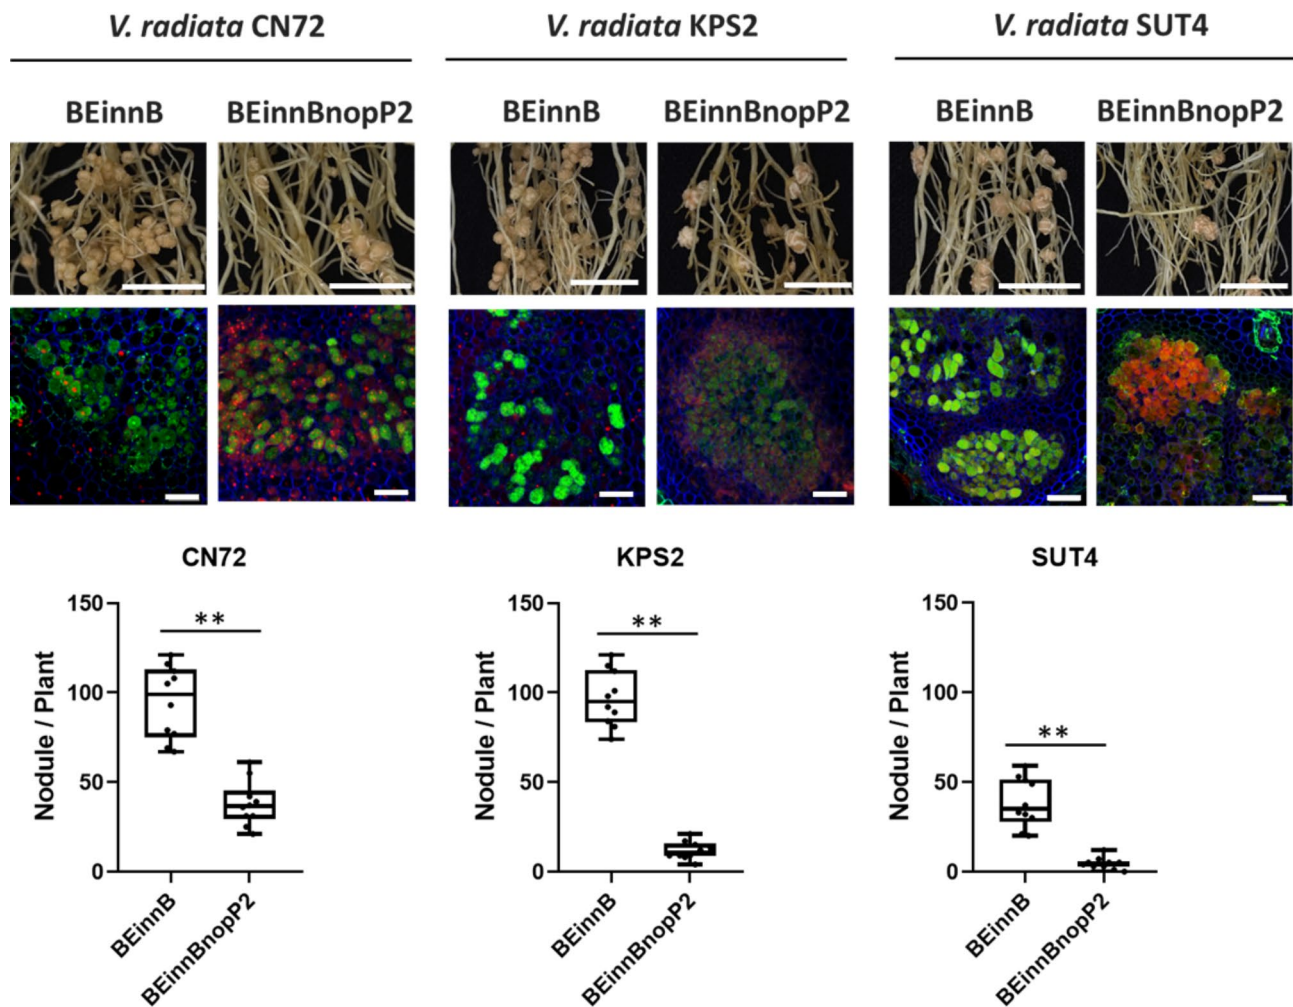 V. radiata CN72
V. radiata KPS2
V. radiata SUT4
BEinnB
BEinnBnopP2
BEinnB
BEinnBnopP2
BEinnB
BEinnBnopP2
CN72
Nodule / Plant
150
100
50
0
**
BEinnB
BEinnBnopP2
KPS2
Nodule / Plant
150
100
50
0
**
BEinnB
BEinnBnopP2
SUT4
Nodule / Plant
150
100
50
0
**
BEinnB
BEinnBnopP2